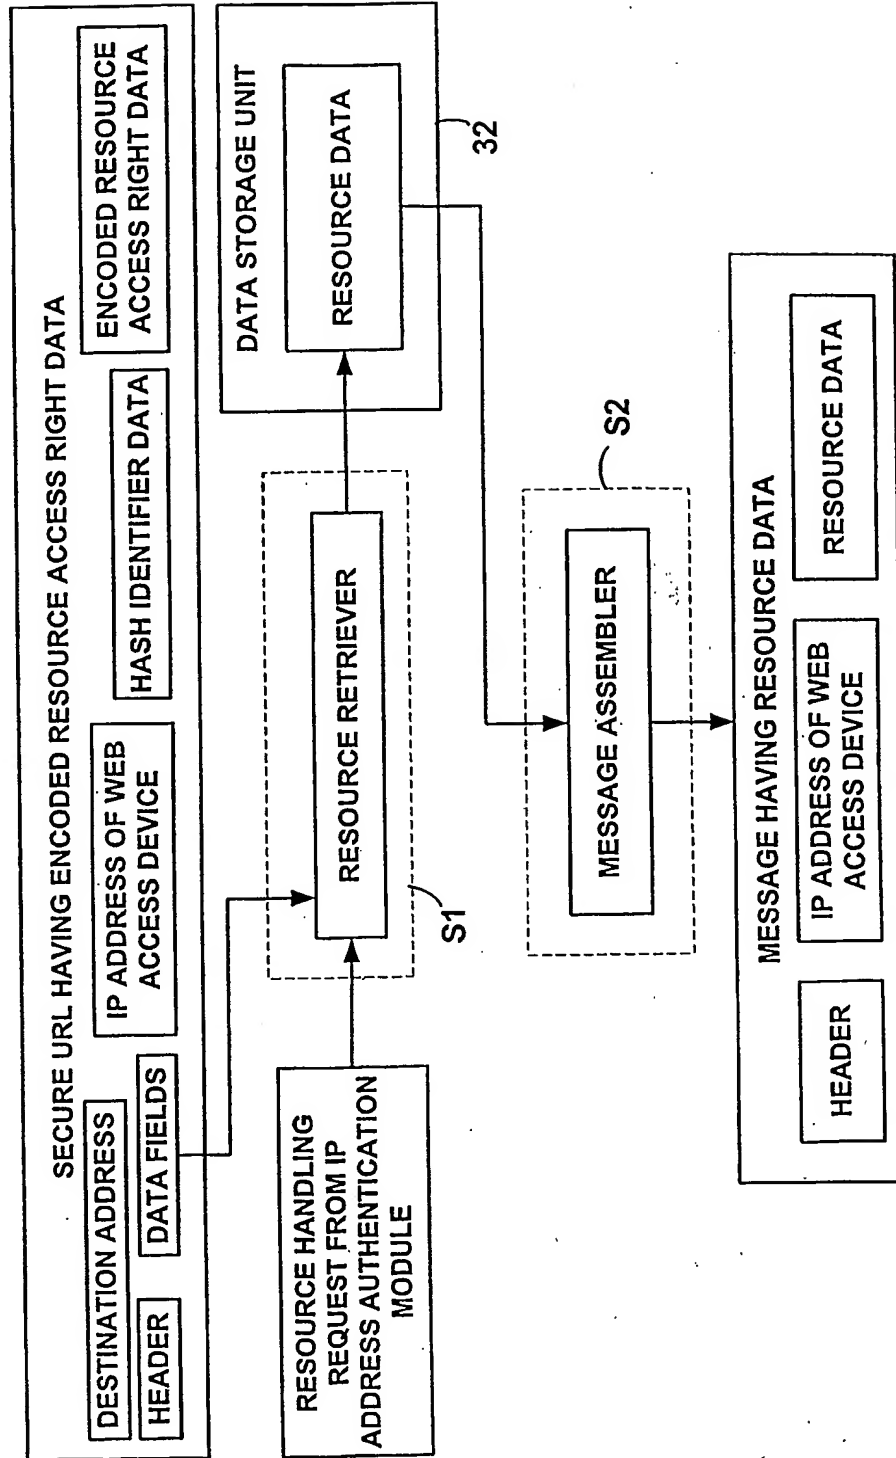 SECURE URL HAVING ENCODED RESOURCE ACCESS RIGHT DATA
DESTINATION ADDRESS
HEADER
DATA FIELDS
IP ADDRESS OF WEB
ACCESS DEVICE
HASH IDENTIFIER DATA
ENCODED RESOURCE
ACCESS RIGHT DATA
RESOURCE HANDLING
REQUEST FROM IP
ADDRESS AUTHENTICATION
MODULE
RESOURCE RETRIEVER
S1
DATA STORAGE UNIT
RESOURCE DATA
32
MESSAGE ASSEMBLER
S2
MESSAGE HAVING RESOURCE DATA
HEADER
IP ADDRESS OF WEB
ACCESS DEVICE
RESOURCE DATA